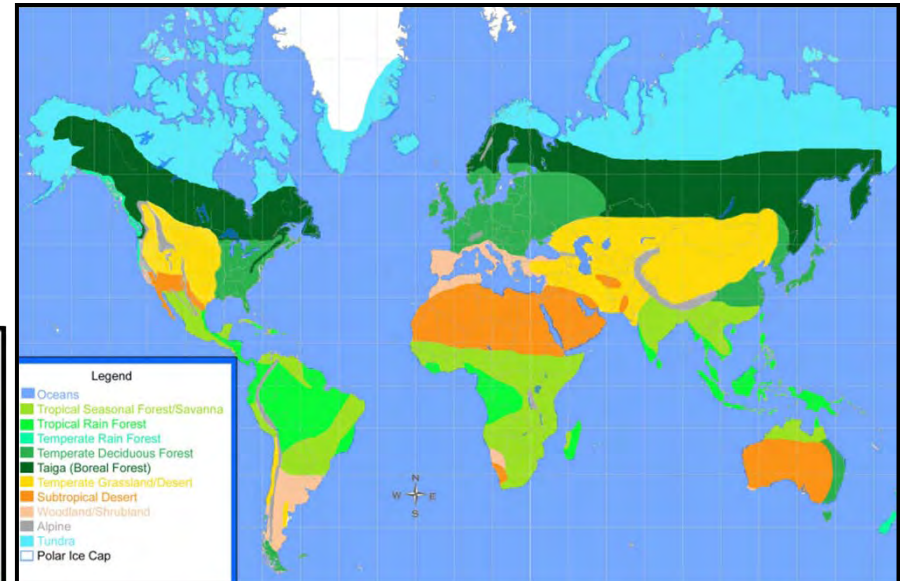 Legend
Oceans
Tropical Seasonal Forest/Savanna
Tropical Rain Forest
Temperate Rain Forest
Temperate Deciduous Forest
Taiga (Boreal Forest)
Temperate Grassland/Desert
Subtropical Desert
Woodland/Shrubland
Alpine
Tundra
Polar Ice Cap
N
W E
S